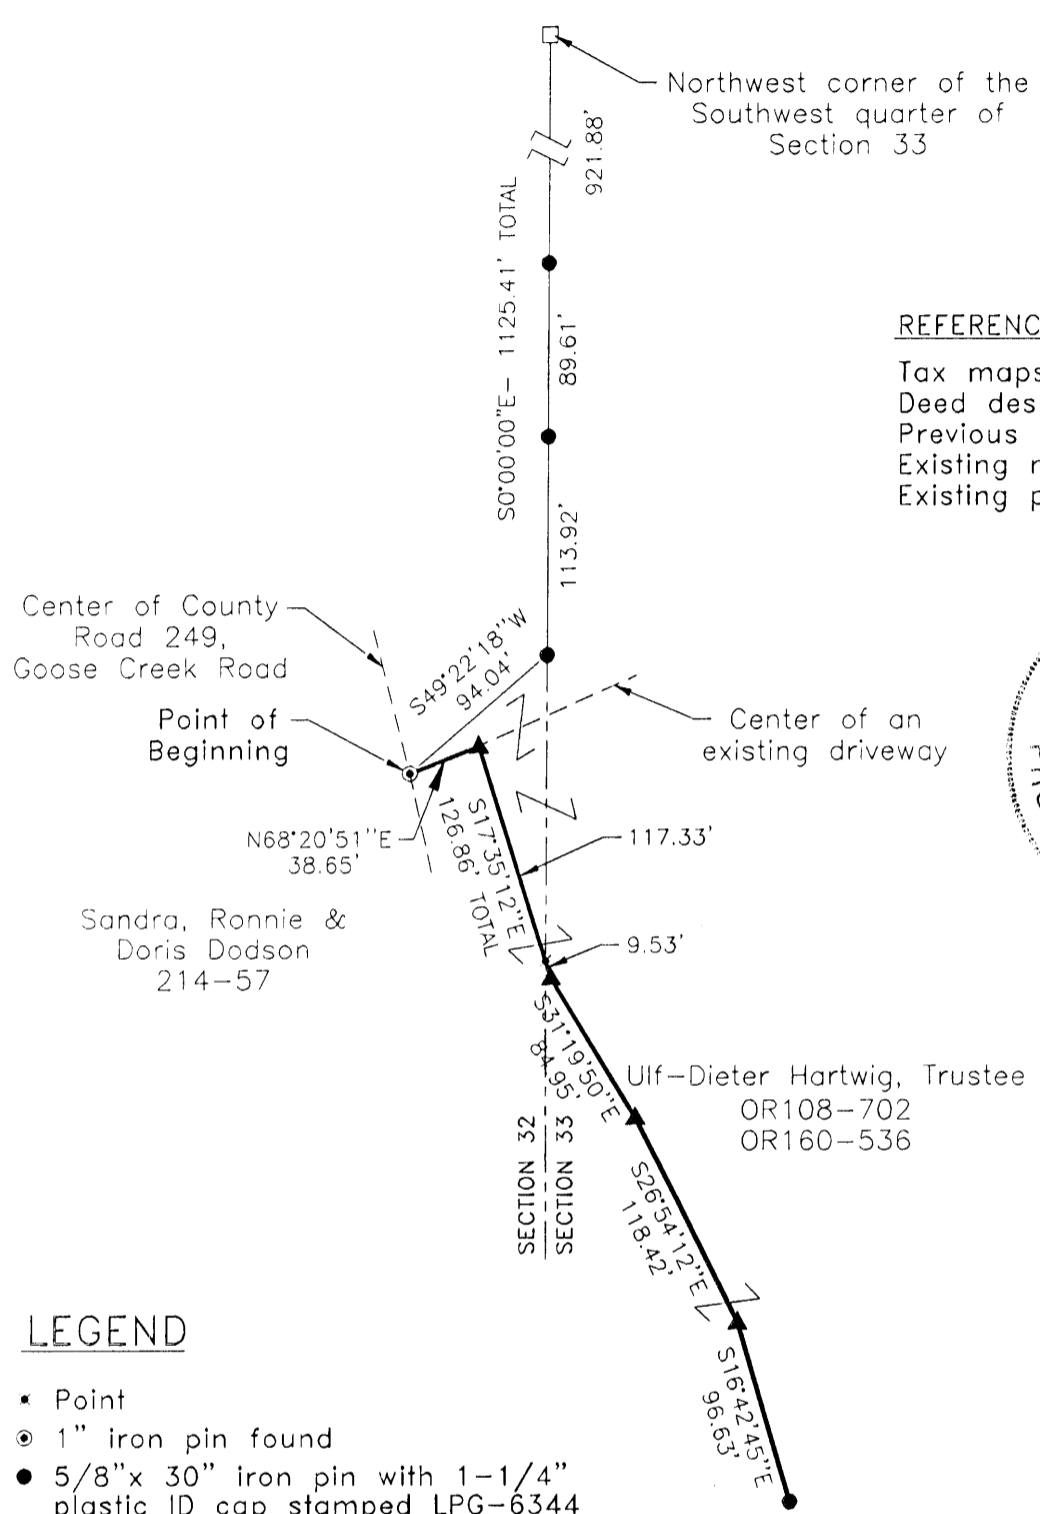 Northwest corner of the
Southwest quarter of
Section 33
921.88'
S0°00'00"E- 1125.41' TOTAL
89.61'
113.92'
REFERENC
Tax maps
Deed des
Previous
Existing
Existing
Center of County
Road 249,
Goose Creek Road
S49°22'18"W
94.04'
Point of
Beginning
Center of an
existing driveway
N68°20'51"E
38.65'
S17°35'12"E
126.86' TOTAL
117.33'
9.53'
Sandra, Ronnie &
Doris Dodson
214-57
S31°19'50"E
84.95'
Ulf-Dieter Hartwig, Trustee
OR108-702
OR160-536
SECTION 32
SECTION 33
S26°54'12"E
118.42'
S16°42'45"E
96.63'
LEGEND
Point
1" iron pin found
5/8"x 30" iron pin with 1-1/4"
plastic ID cap stamped LPG-6344